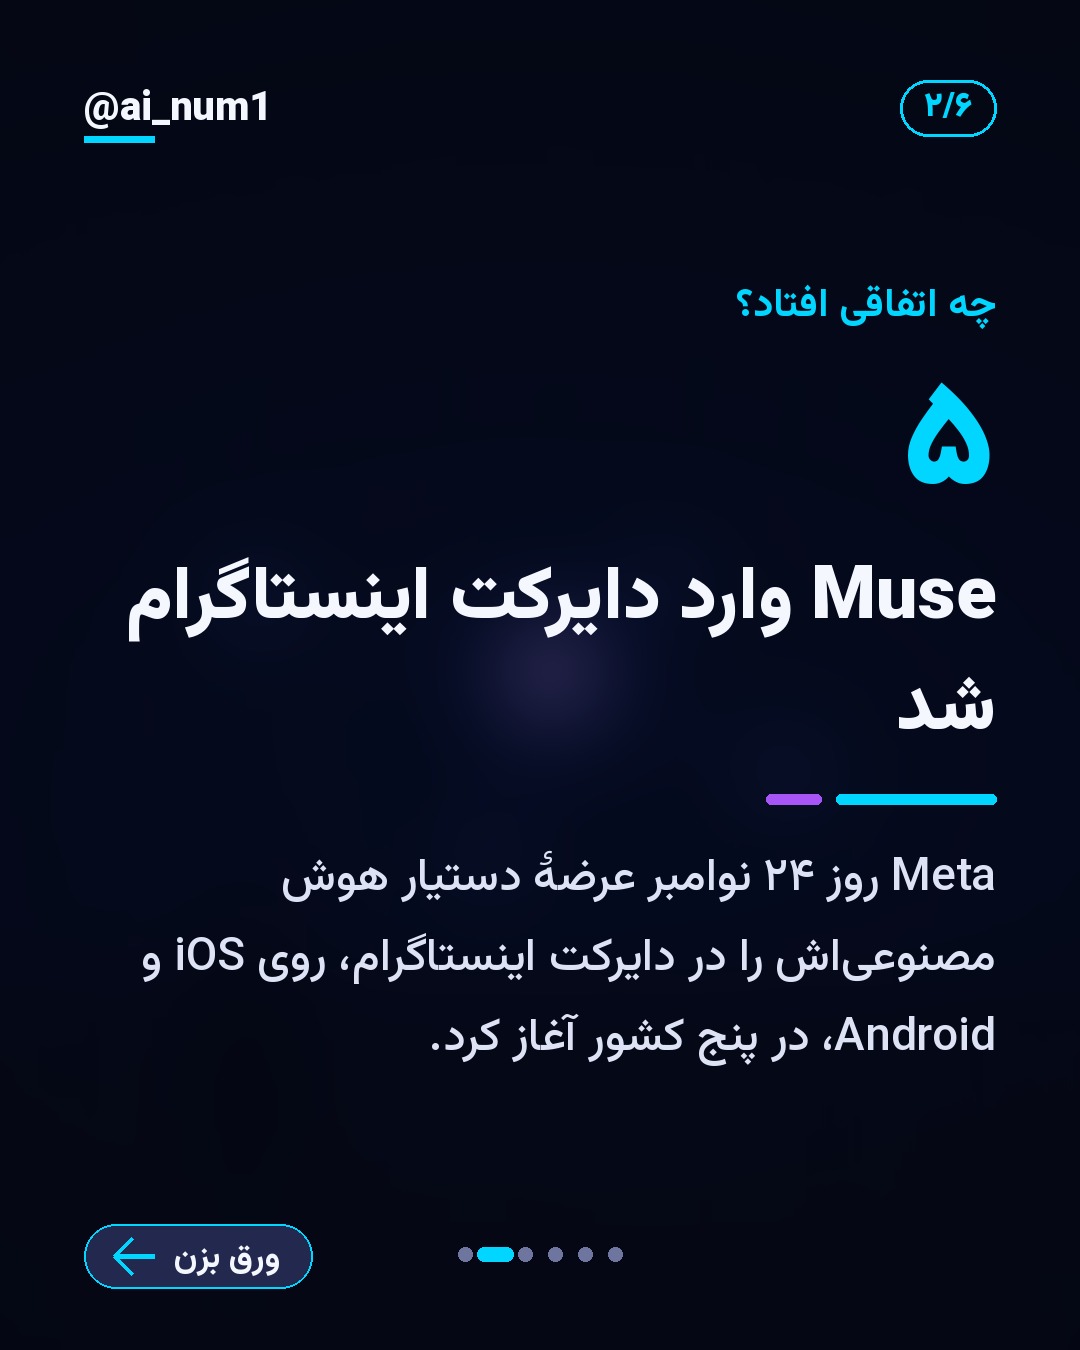 @ai_num1
۲/۶
چه اتفاقی افتاد؟
۵
Muse وارد دایرکت اینستاگرام
شد
Meta روز ۲۴ نوامبر عرضهٔ دستیار هوش
مصنوعی‌اش را در دایرکت اینستاگرام، روی iOS و
Android، در پنج کشور آغاز کرد.
ورق بزن